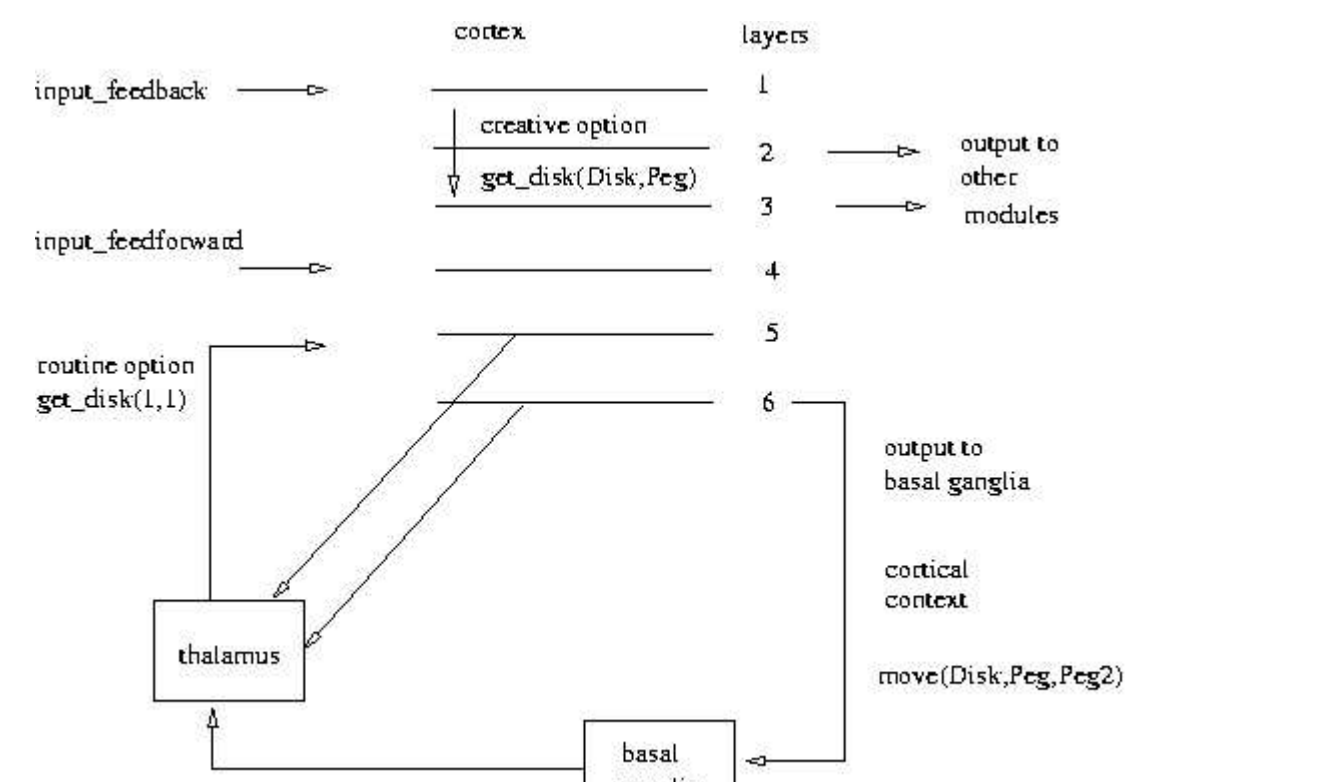 cortex
layers
input_feedback
1
creative option
2
output to
other
modules
get_disk(Disk,Peg)
3
input_feedforward
4
5
routine option
get_disk(1,1)
6
output to
basal ganglia
cortical
context
thalamus
move(Disk,Peg,Peg2)
basal